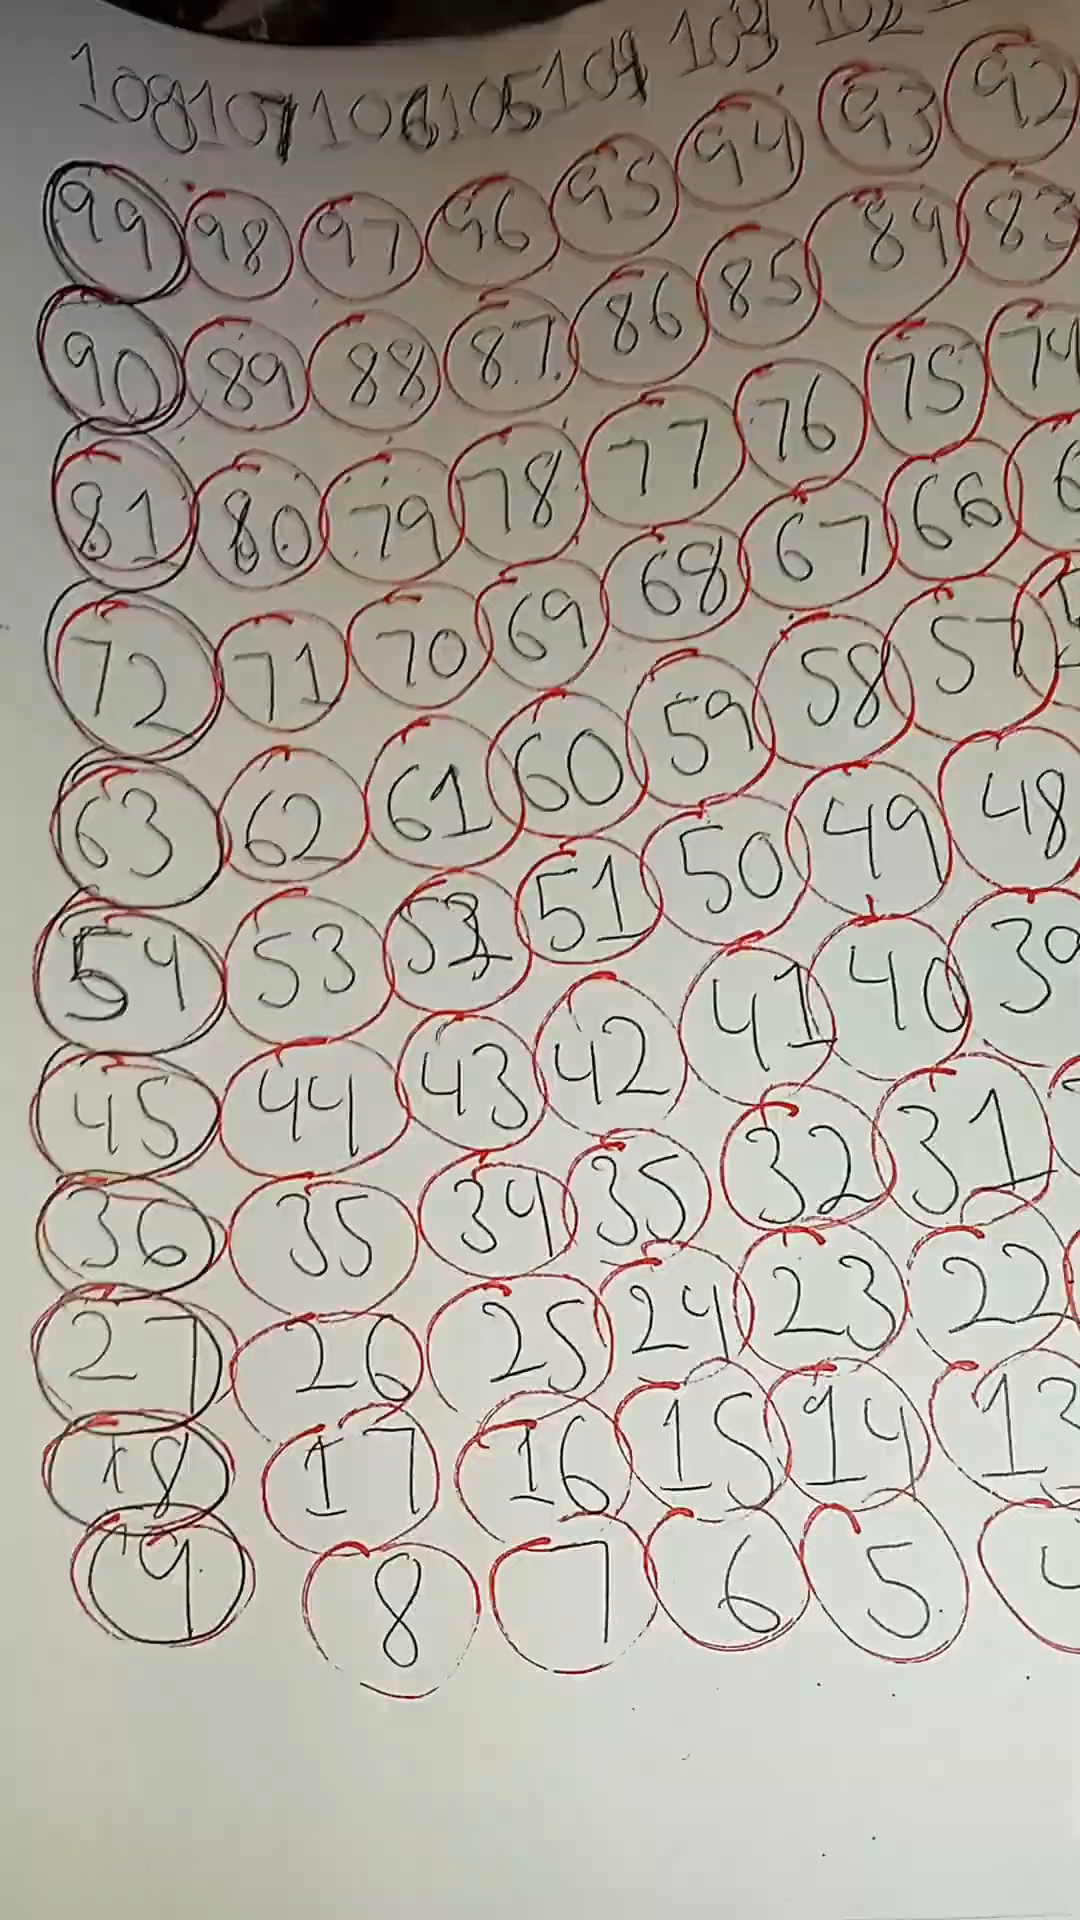 108 107 106 105 104 103 102
99 98 97 96 95 94 93 92
90 89 88 87 86 85 84 83
81 80 79 78 77 76 75 74
72 71 70 69 68 67 66
63 62 61 60 59 58 57
54 53 52 51 50 49 48
45 44 43 42 41 40 39
36 35 34 35 32 31
27 26 25 24 23 22
18 17 16 15 14 13
9 8 7 6 5